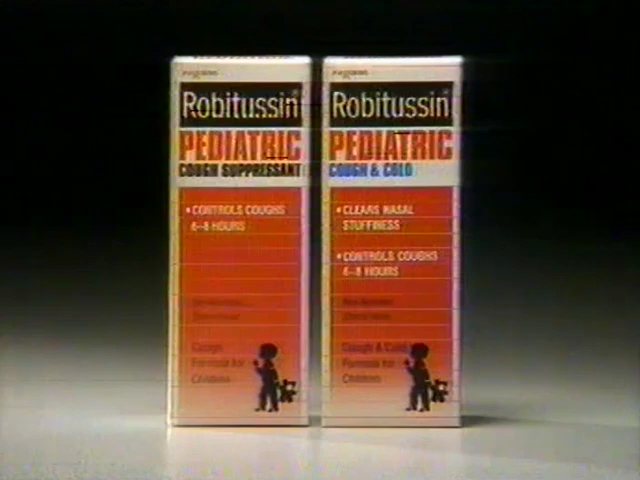 Robitussin®
PEDIATRIC
COUGH SUPPRESSANT
• CONTROLS COUGHS
6–8 HOURS
Cough
Formula for
Children
Robitussin®
PEDIATRIC
COUGH & COLD
• CLEARS NASAL
STUFFINESS
• CONTROLS COUGHS
6–8 HOURS
Cough & Cold
Formula for
Children